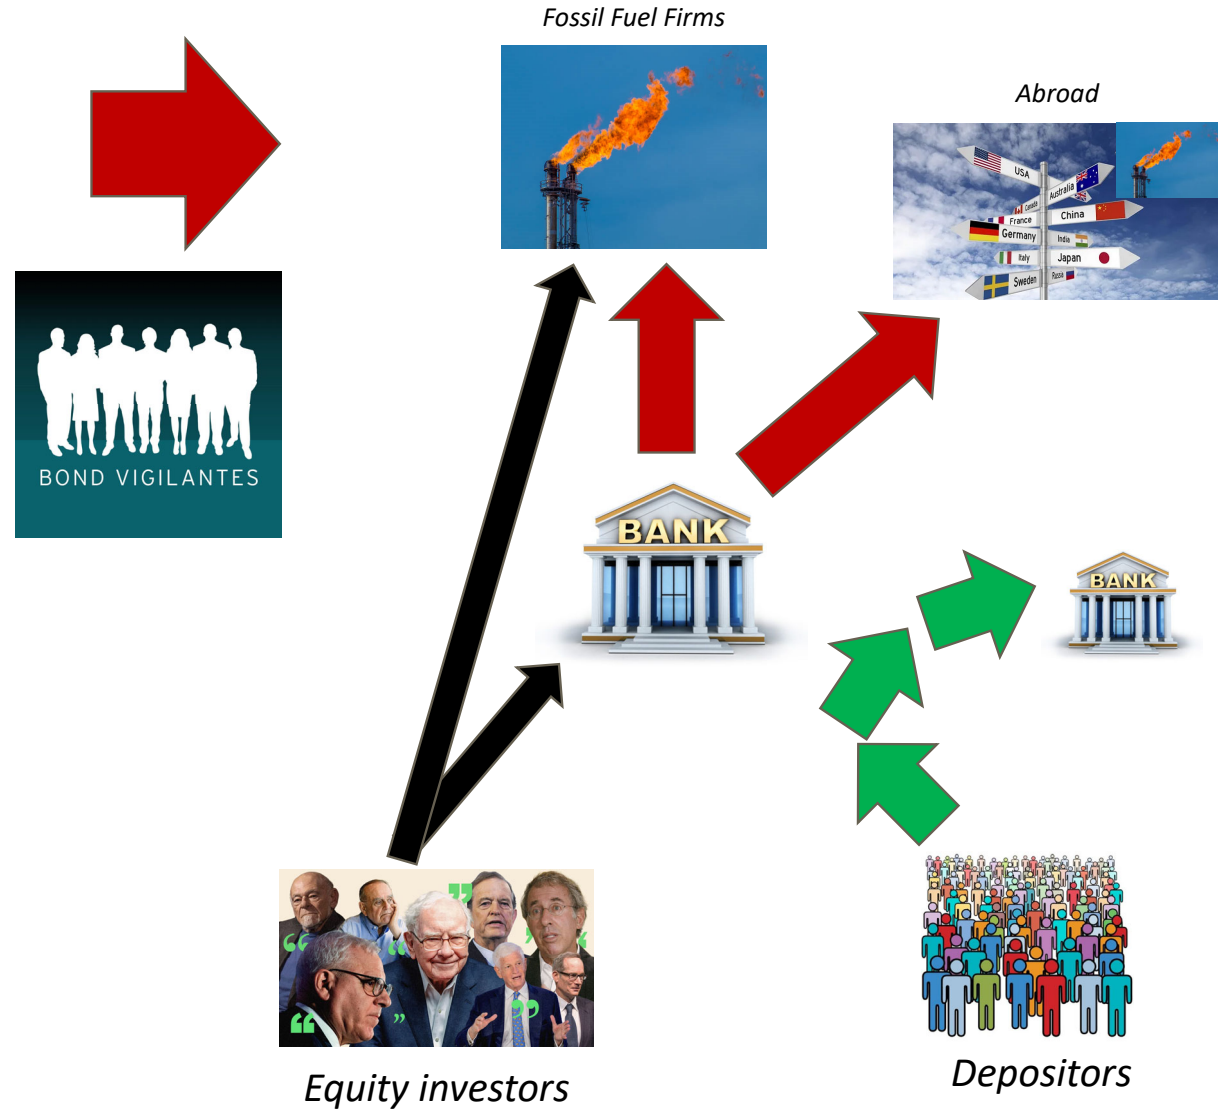 Fossil Fuel Firms
Abroad
USA
Australia
Canada
France
China
Germany
India
Italy
Japan
Sweden
Russia
BOND VIGILANTES
BANK
BANK
Equity investors
Depositors